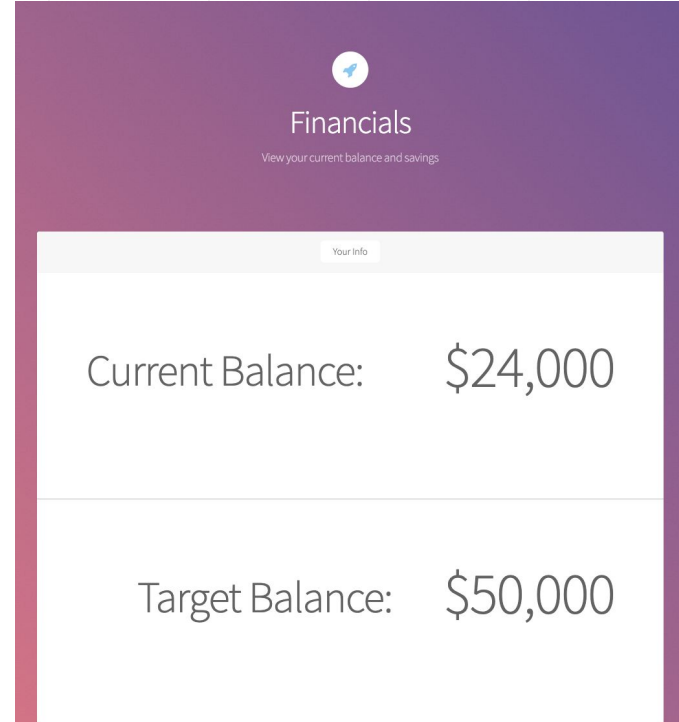 Financials
View your current balance and savings
Your Info
Current Balance: $24,000
Target Balance: $50,000